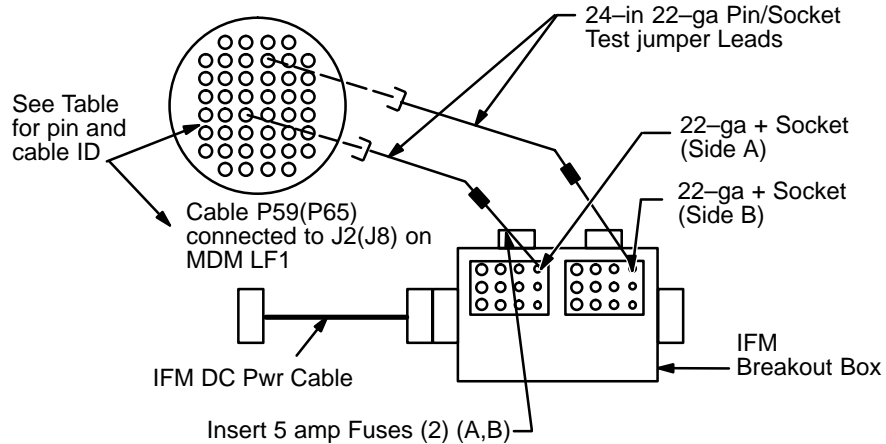 24–in 22–ga Pin/Socket
Test jumper Leads
See Table
for pin and
cable ID
22–ga + Socket
(Side A)
22–ga + Socket
(Side B)
Cable P59(P65)
connected to J2(J8) on
MDM LF1
IFM DC Pwr Cable
IFM
Breakout Box
Insert 5 amp Fuses (2) (A,B)